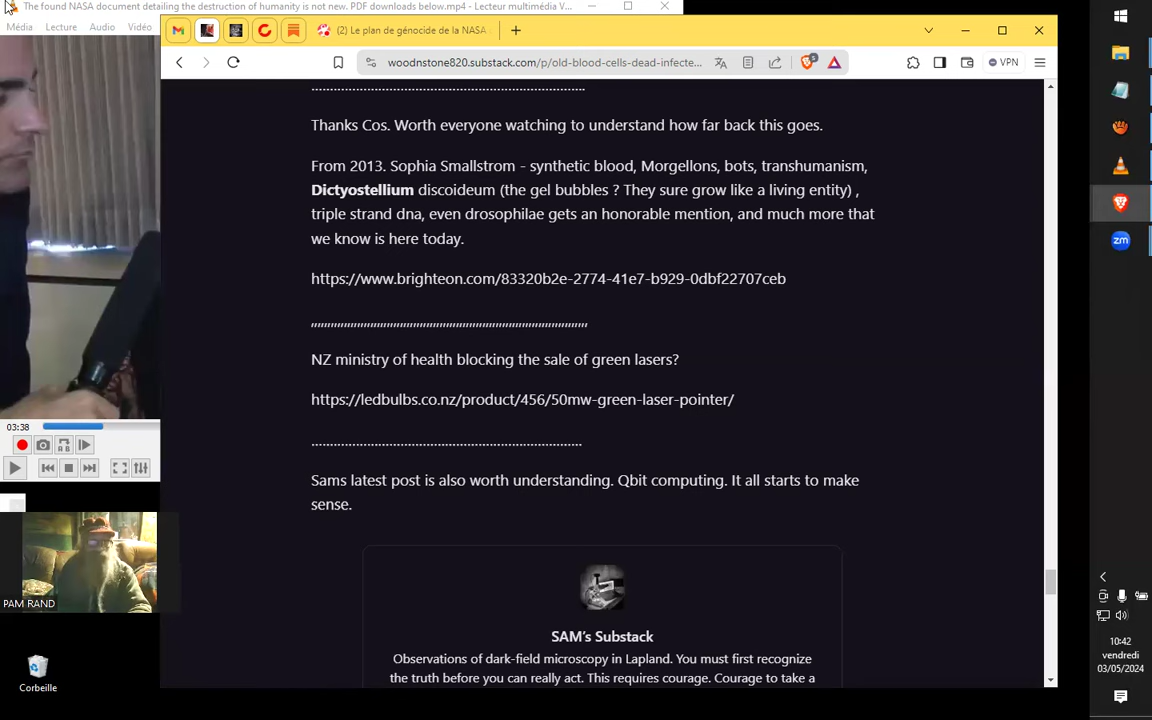 The found NASA document detailing the destruction of humanity is not new. PDF downloads below.mp4 - Lecteur multimédia V...
Média Lecture Audio Vidéo
(2) Le plan de génocide de la NASA
woodnstone820.substack.com/p/old-blood-cells-dead-infecte...
5
VPN
................................................................................
Thanks Cos. Worth everyone watching to understand how far back this goes.
From 2013. Sophia Smallstrom - synthetic blood, Morgellons, bots, transhumanism,
Dictyostellium discoideum (the gel bubbles ? They sure grow like a living entity) ,
triple strand dna, even drosophilae gets an honorable mention, and much more that
we know is here today.
https://www.brighteon.com/83320b2e-2774-41e7-b929-0dbf22707ceb
,,,,,,,,,,,,,,,,,,,,,,,,,,,,,,,,,,,,,,,,,,,,,,,,,,,,,,,,,,,,,,,,,,,,,,,,,,,,,,,,
NZ ministry of health blocking the sale of green lasers?
https://ledbulbs.co.nz/product/456/50mw-green-laser-pointer/
................................................................................
Sams latest post is also worth understanding. Qbit computing. It all starts to make
sense.
SAM's Substack
Observations of dark-field microscopy in Lapland. You must first recognize
the truth before you can really act. This requires courage. Courage to take a
03:38
PAM RAND
Corbeille
zm
10:42
vendredi
03/05/2024